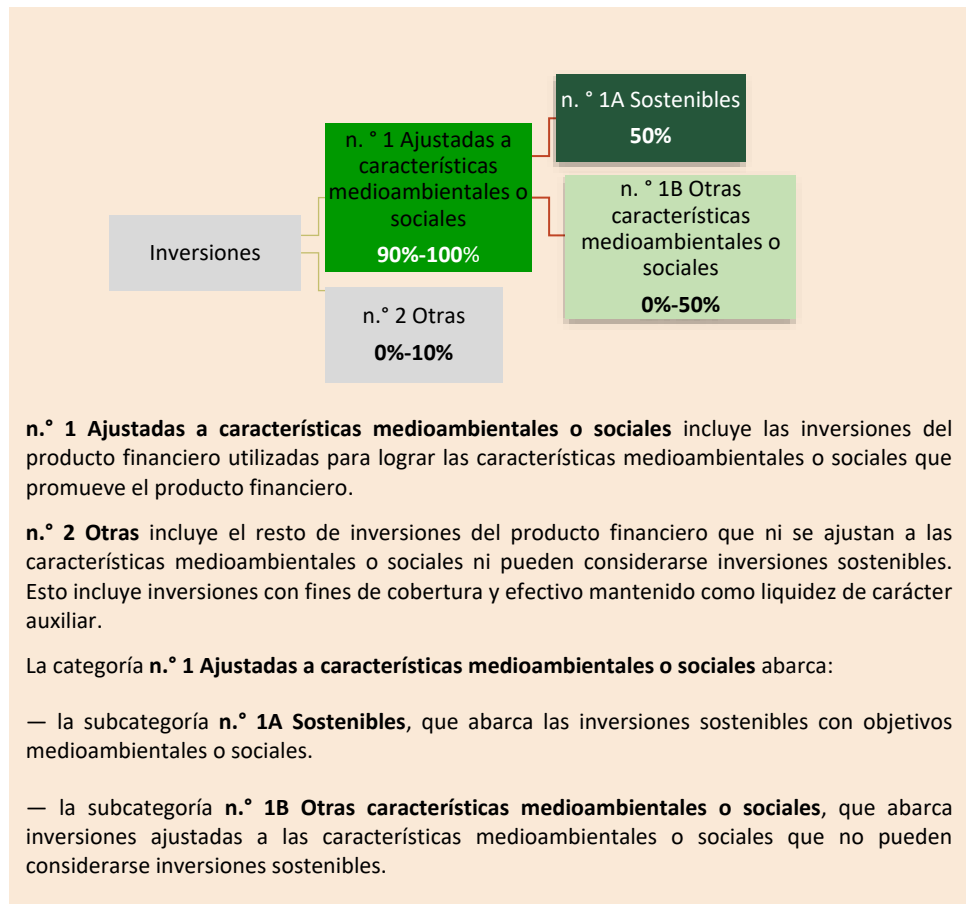 n. ° 1A Sostenibles
50%
n. ° 1 Ajustadas a
características
medioambientales o
sociales
90%-100%
n. ° 1B Otras
características
medioambientales o
sociales
0%-50%
Inversiones
n.° 2 Otras
0%-10%
n.° 1 Ajustadas a características medioambientales o sociales incluye las inversiones del
producto financiero utilizadas para lograr las características medioambientales o sociales que
promueve el producto financiero.
n.° 2 Otras incluye el resto de inversiones del producto financiero que ni se ajustan a las
características medioambientales o sociales ni pueden considerarse inversiones sostenibles.
Esto incluye inversiones con fines de cobertura y efectivo mantenido como liquidez de carácter
auxiliar.
La categoría n.° 1 Ajustadas a características medioambientales o sociales abarca:
— la subcategoría n.° 1A Sostenibles, que abarca las inversiones sostenibles con objetivos
medioambientales o sociales.
— la subcategoría n.° 1B Otras características medioambientales o sociales, que abarca
inversiones ajustadas a las características medioambientales o sociales que no pueden
considerarse inversiones sostenibles.